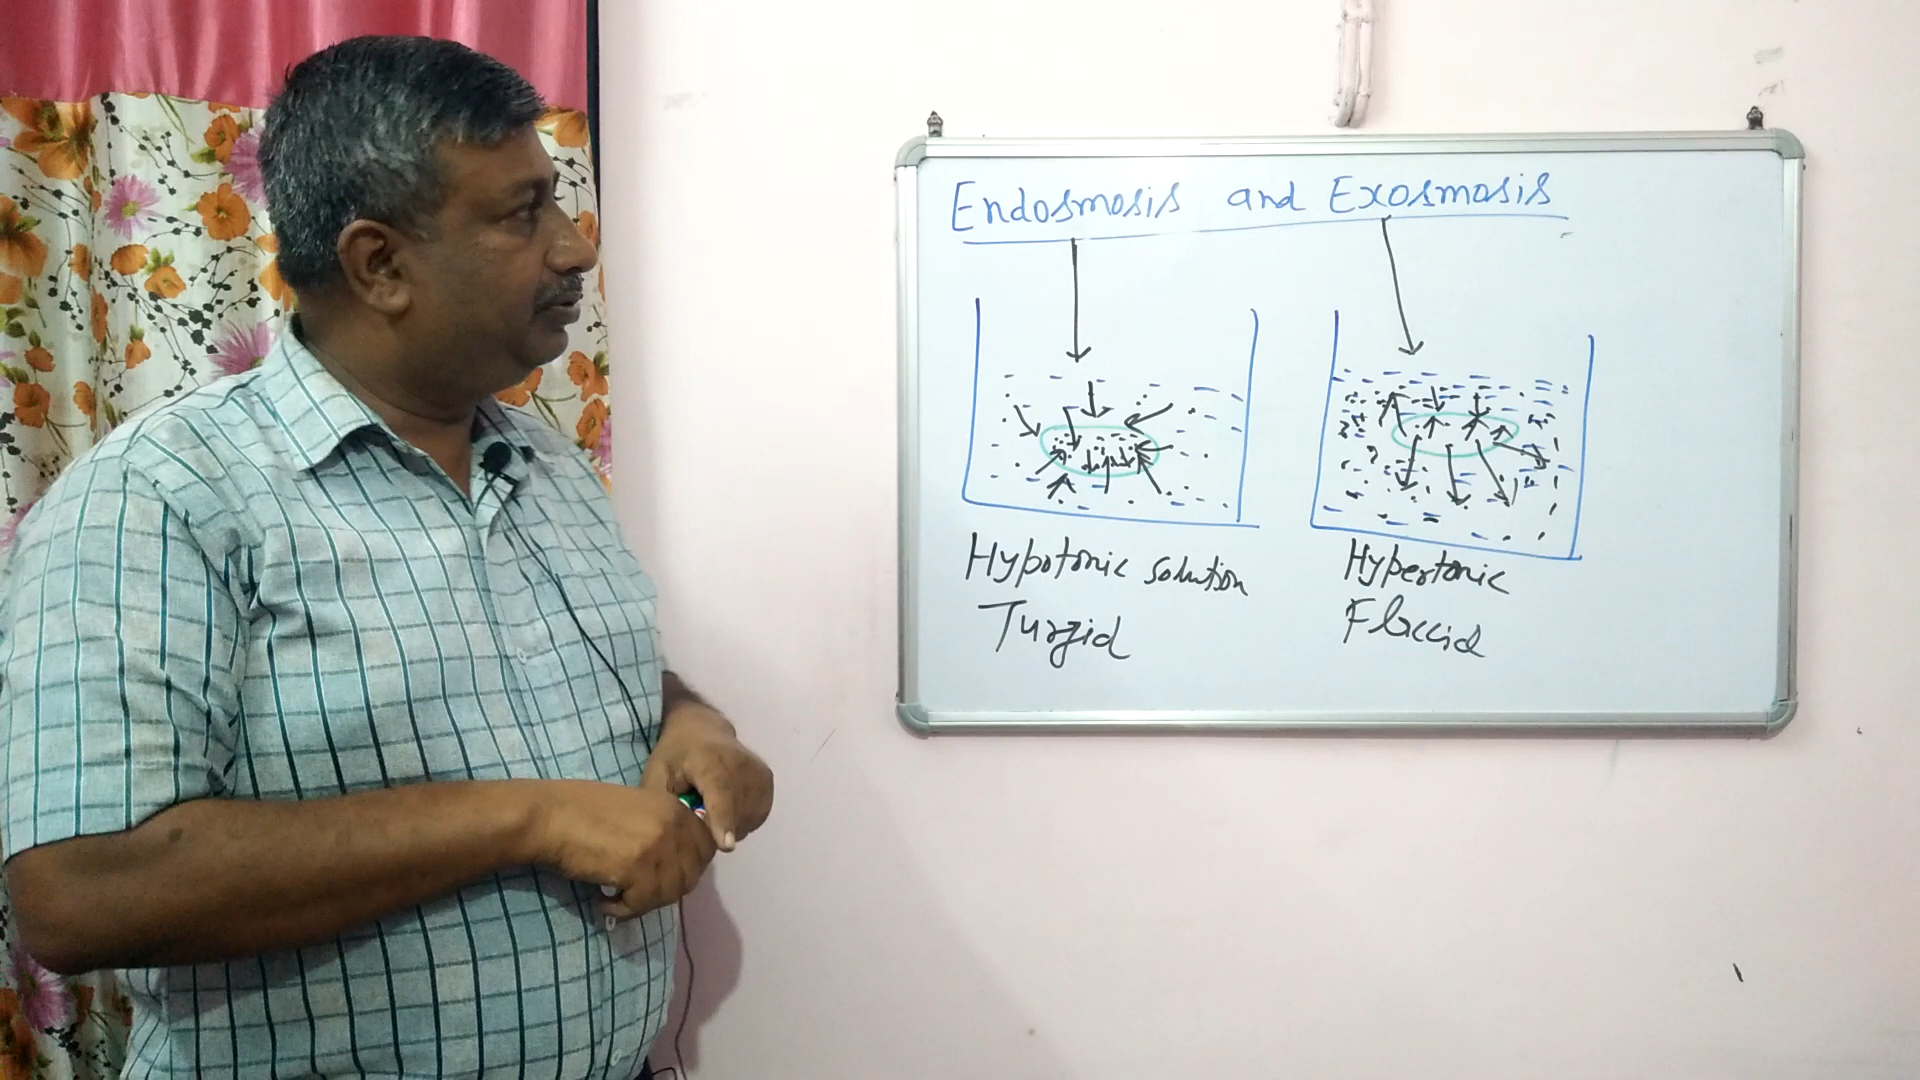 Endosmosis and Exosmosis
Hypotonic solution
Turgid
Hypertonic
Flaccid